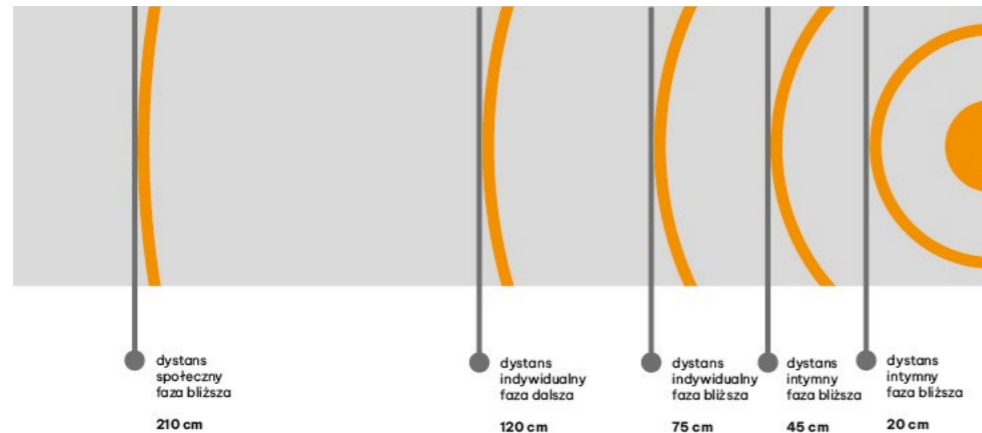 dystans
społeczny
faza bliższa
210 cm
dystans
indywidualny
faza dalsza
120 cm
dystans
indywidualny
faza bliższa
75 cm
dystans
intymny
faza bliższa
45 cm
dystans
intymny
faza bliższa
20 cm